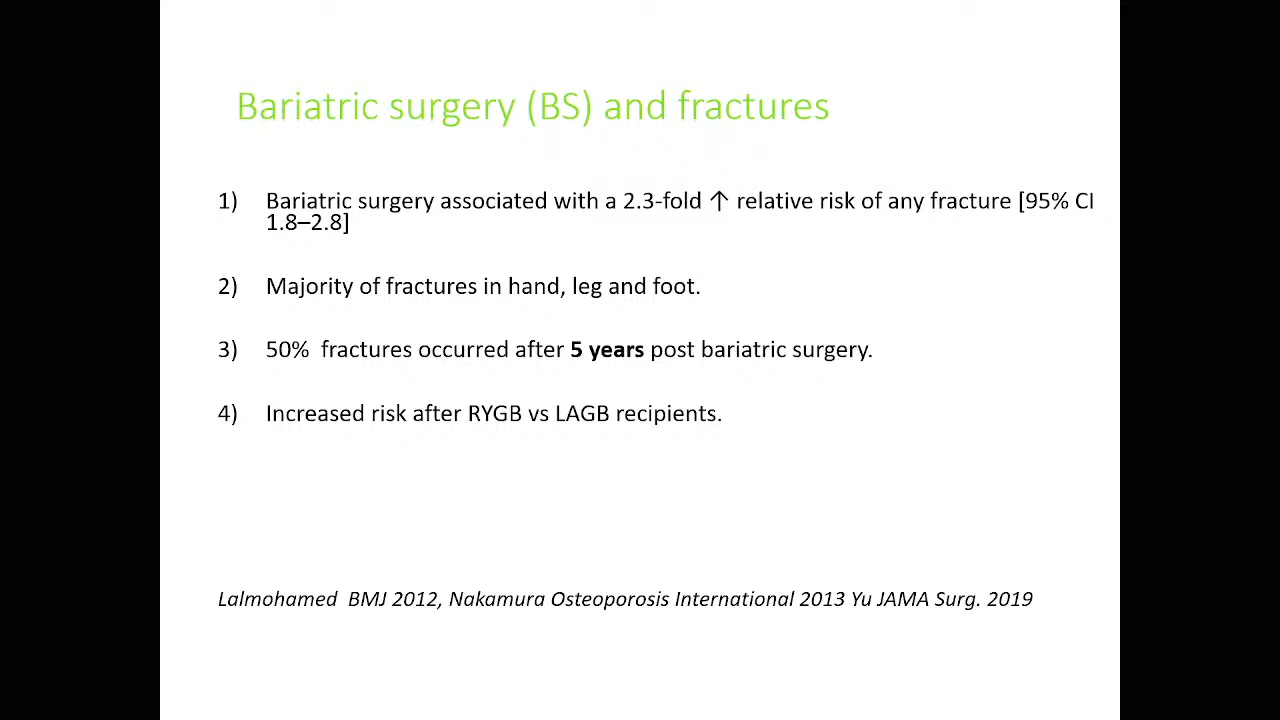 Bariatric surgery (BS) and fractures
1) Bariatric surgery associated with a 2.3-fold ↑ relative risk of any fracture [95% CI
1.8–2.8]
2) Majority of fractures in hand, leg and foot.
3) 50% fractures occurred after 5 years post bariatric surgery.
4) Increased risk after RYGB vs LAGB recipients.
Lalmohamed BMJ 2012, Nakamura Osteoporosis International 2013 Yu JAMA Surg. 2019